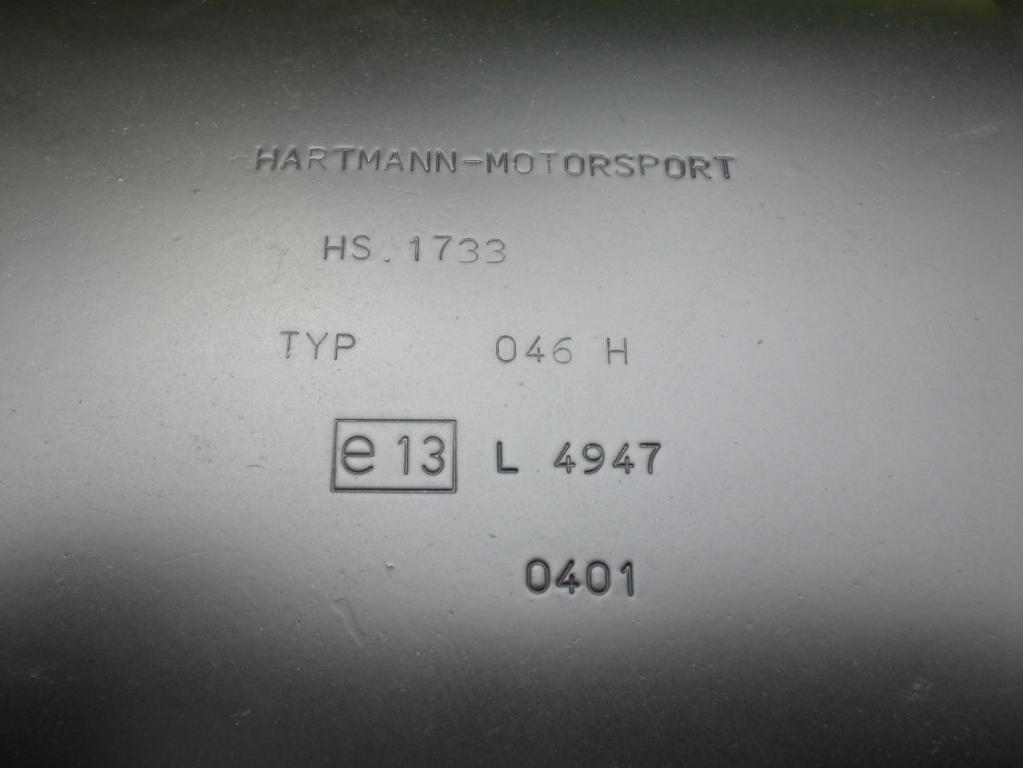 HARTMANN-MOTORSPORT
HS.1733
TYP 046 H
e 13 L 4947
0401